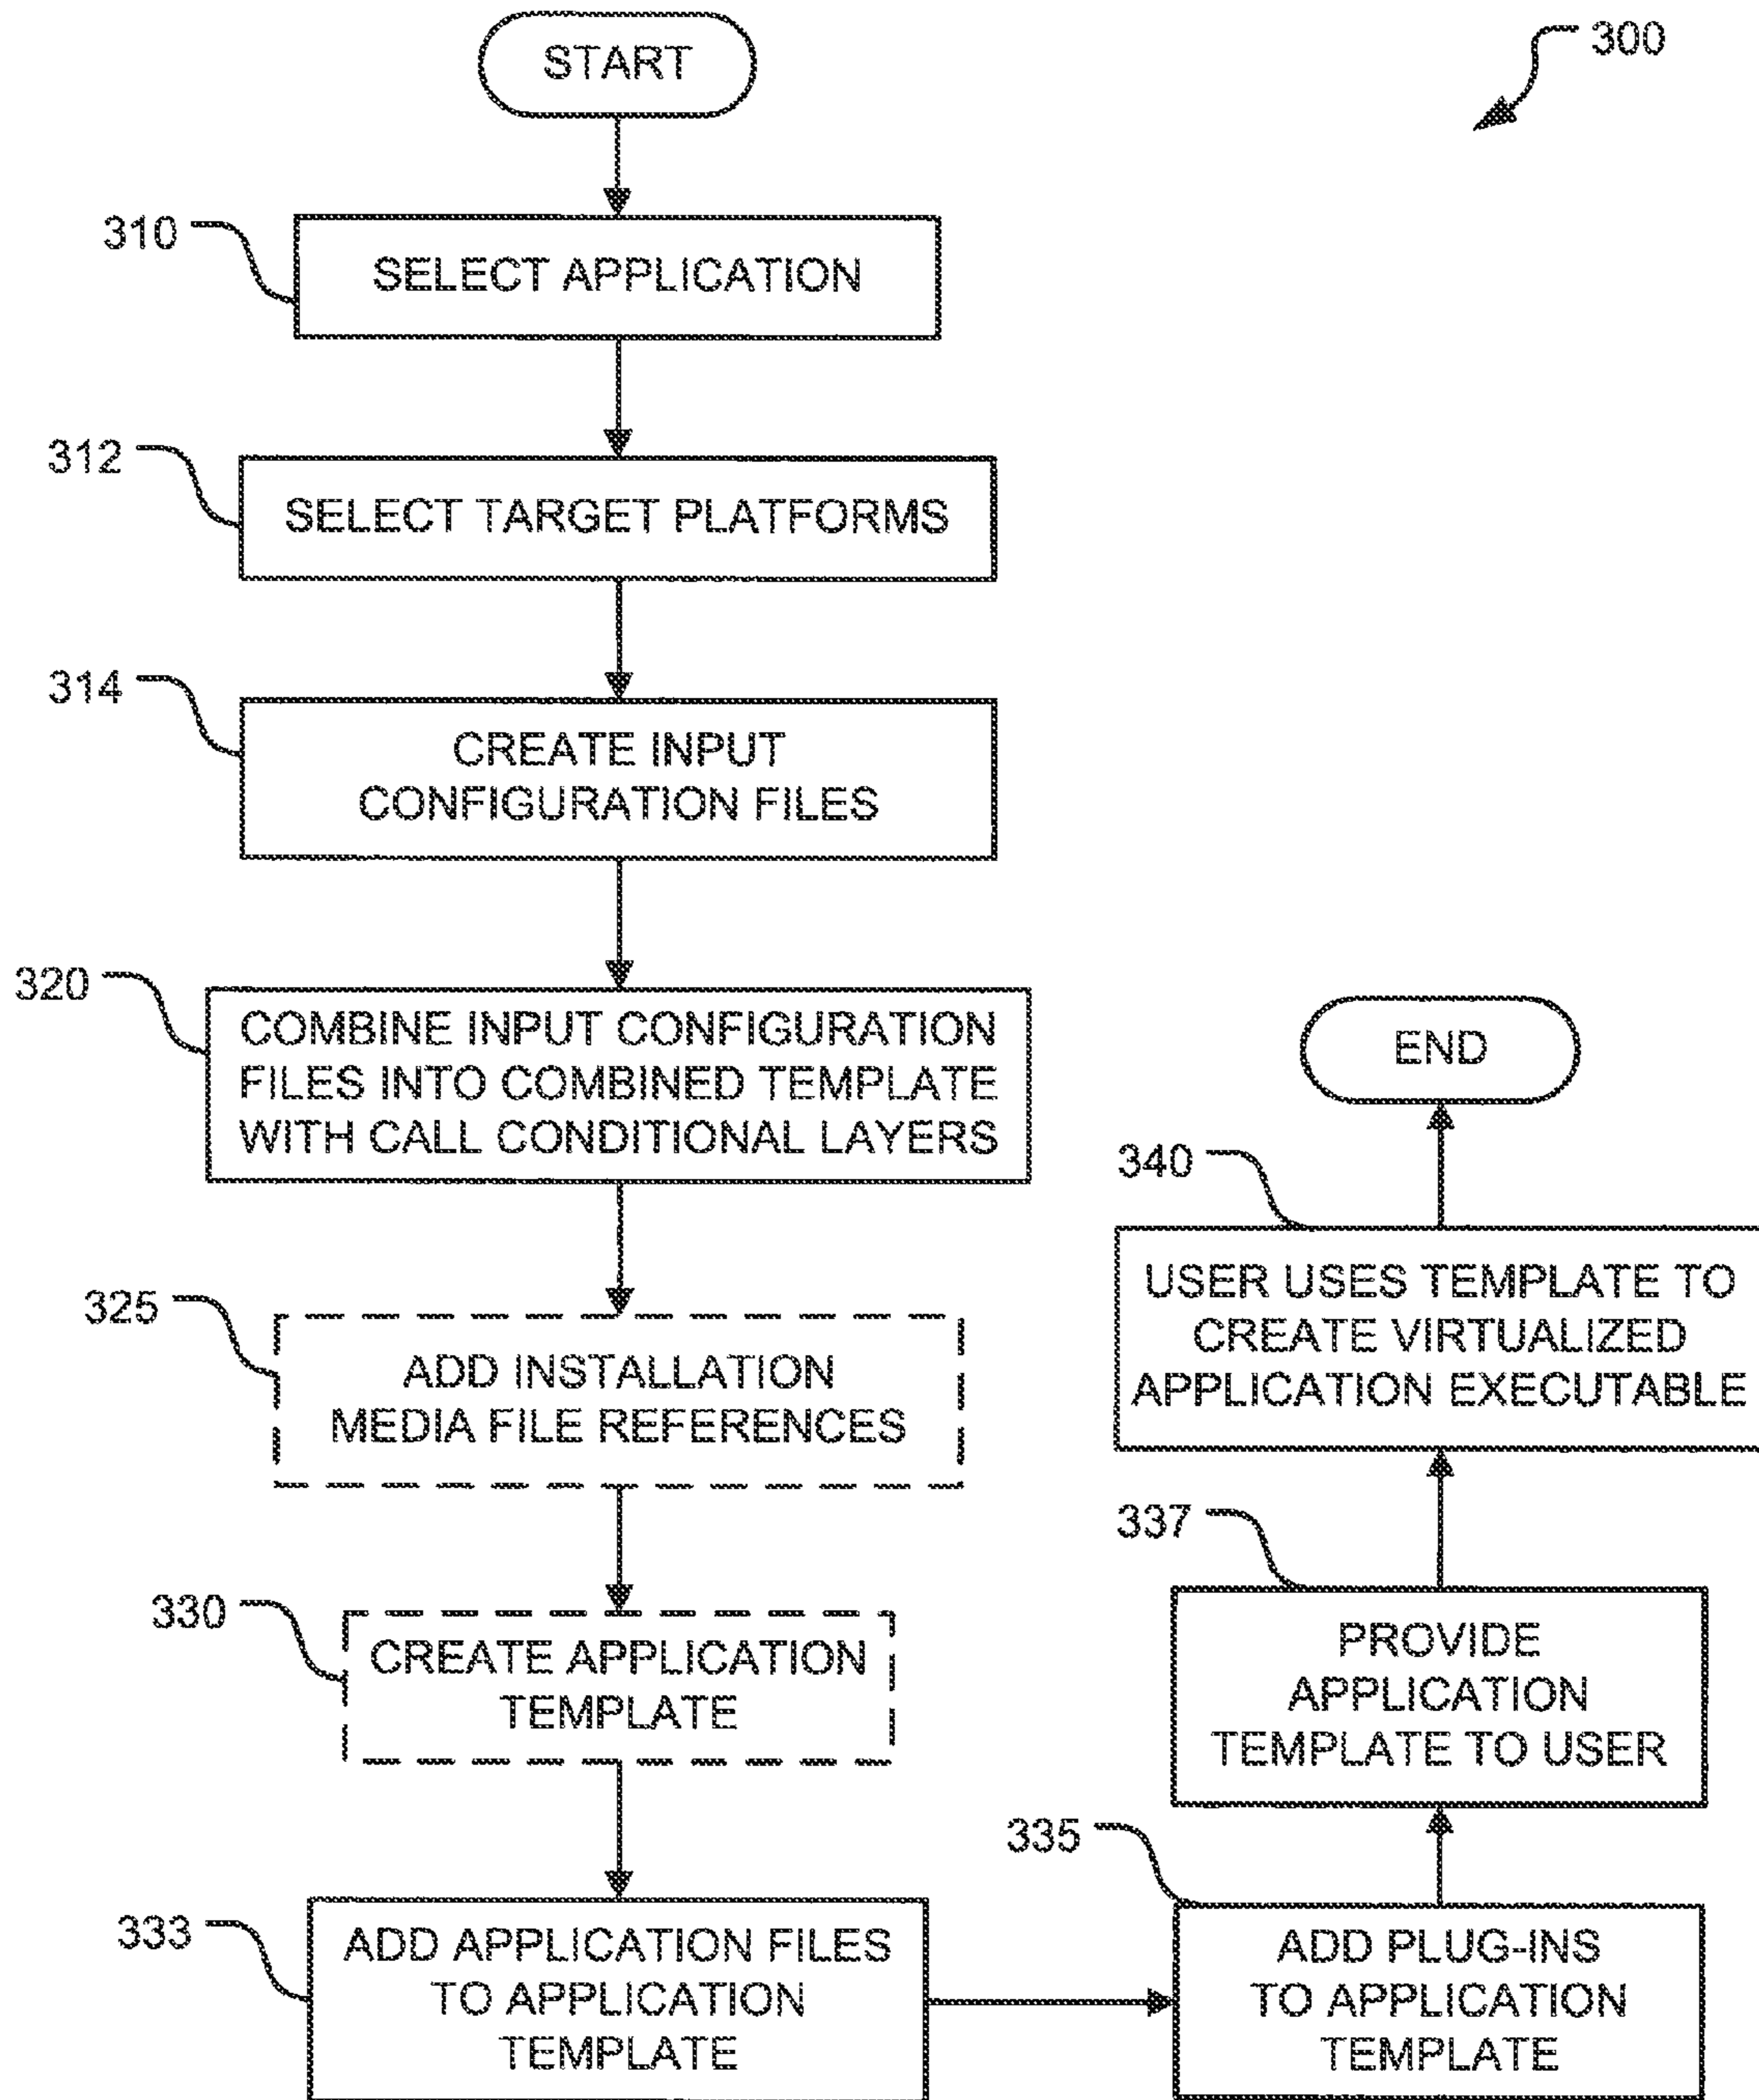 START
300
310
SELECT APPLICATION
312
SELECT TARGET PLATFORMS
314
CREATE INPUT
CONFIGURATION FILES
320
COMBINE INPUT CONFIGURATION
FILES INTO COMBINED TEMPLATE
WITH CALL CONDITIONAL LAYERS
325
ADD INSTALLATION
MEDIA FILE REFERENCES
330
CREATE APPLICATION
TEMPLATE
333
ADD APPLICATION FILES
TO APPLICATION
TEMPLATE
335
ADD PLUG-INS
TO APPLICATION
TEMPLATE
337
PROVIDE
APPLICATION
TEMPLATE TO USER
340
USER USES TEMPLATE TO
CREATE VIRTUALIZED
APPLICATION EXECUTABLE
END